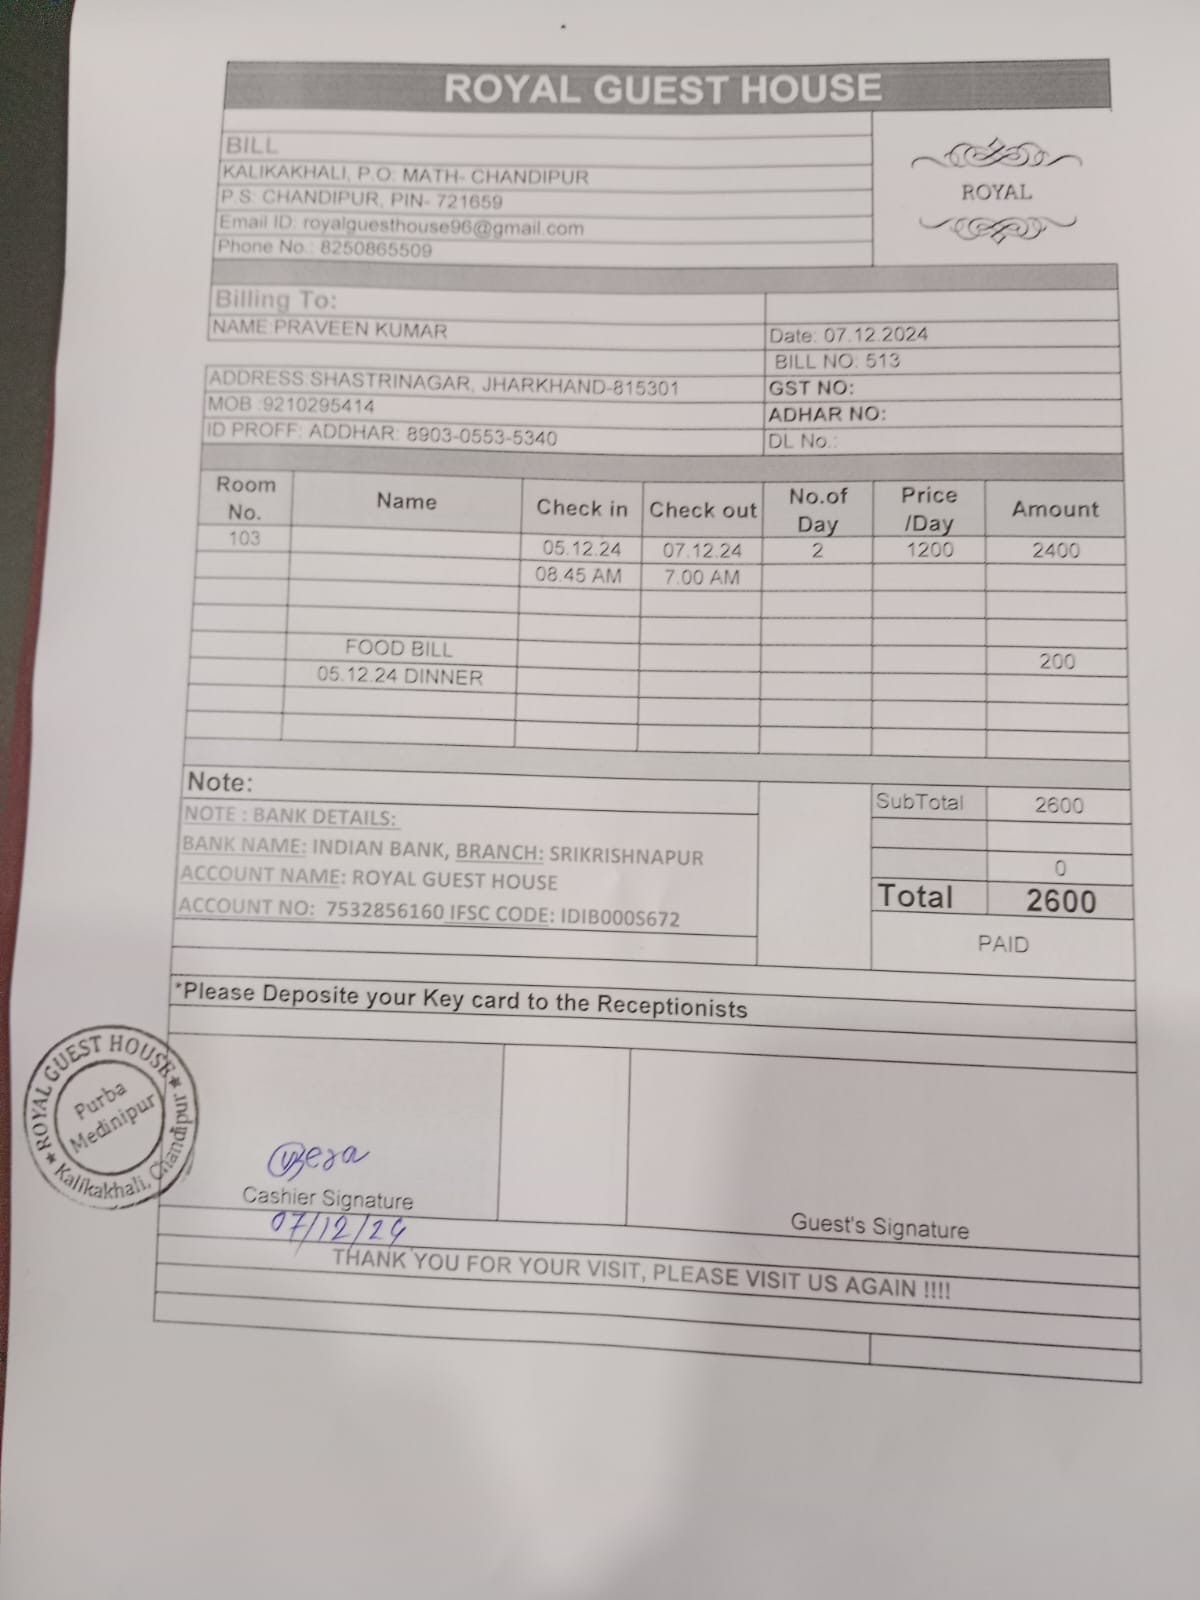 ROYAL GUEST HOUSE
BILL
KALIKAKHALI, P.O: MATH- CHANDIPUR
P.S: CHANDIPUR, PIN- 721659
Email ID: royalguesthouse96@gmail.com
Phone No.: 8250865509
ROYAL
Billing To:
NAME:PRAVEEN KUMAR
Date: 07.12.2024
BILL NO: 513
ADDRESS:SHASTRINAGAR, JHARKHAND-815301
GST NO:
MOB :9210295414
ADHAR NO:
ID PROFF: ADDHAR: 8903-0553-5340
DL No.:
Room No. Name Check in Check out No.of Day Price /Day Amount
103 05.12.24 07.12.24 2 1200 2400
08.45 AM 7.00 AM
FOOD BILL 200
05.12.24 DINNER
Note:
NOTE : BANK DETAILS:
BANK NAME: INDIAN BANK, BRANCH: SRIKRISHNAPUR
ACCOUNT NAME: ROYAL GUEST HOUSE
ACCOUNT NO: 7532856160 IFSC CODE: IDIB000S672
SubTotal 2600
0
Total 2600
PAID
*Please Deposite your Key card to the Receptionists
ROYAL GUEST HOUSE
Kalikakhali, Chandipur
Purba
Medinipur
Cashier Signature
07/12/24
Guest's Signature
THANK YOU FOR YOUR VISIT, PLEASE VISIT US AGAIN !!!!